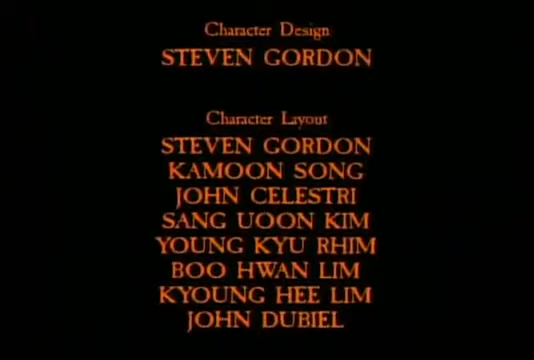 Character Design
STEVEN GORDON
Character Layout
STEVEN GORDON
KAMOON SONG
JOHN CELESTRI
SANG UOON KIM
YOUNG KYU RHIM
BOO HWAN LIM
KYOUNG HEE LIM
JOHN DUBIEL